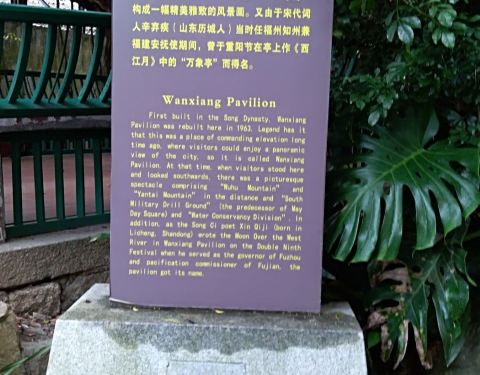 构成一幅精美雅致的风景画。又由于宋代词
人辛弃疾（山东历城人）当时任福州知州兼
福建安抚使期间，曾于重阳节在亭上作《西
江月》中的“万象亭”而得名。
Wanxiang Pavilion
First built in the Song Dynasty, Wanxiang
Pavilion was rebuilt here in 1963. Legend has it
that this was a place of commanding elevation long
time ago, where visitors could enjoy a panoramic
view of the city, so it is called Wanxiang
Pavilion. At that time, when visitors stood here
and looked southwards, there was a picturesque
spectacle comprising "Wuhu Mountain" and
"Yantai Mountain" in the distance and "South
Military Drill Ground" (the predecessor of May
Day Square) and "Water Conservancy Division". In
addition, as the Song Ci poet Xin Qiji (born in
Licheng, Shandong) wrote the Moon Over the West
River in Wanxiang Pavilion on the Double Ninth
Festival when he served as the governor of Fuzhou
and pacification commissioner of Fujian, the
pavilion got its name.